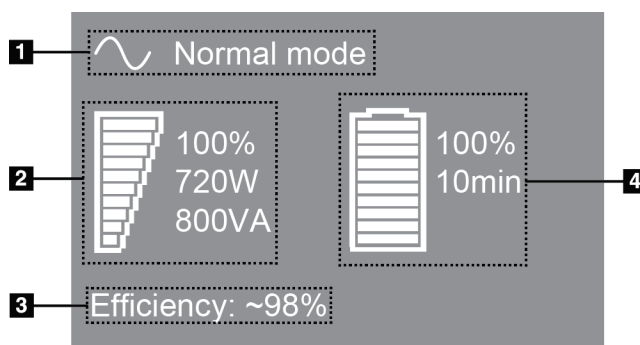 1
Normal mode
2
100%
720W
800VA
100%
10min
4
3
Efficiency: ~98%